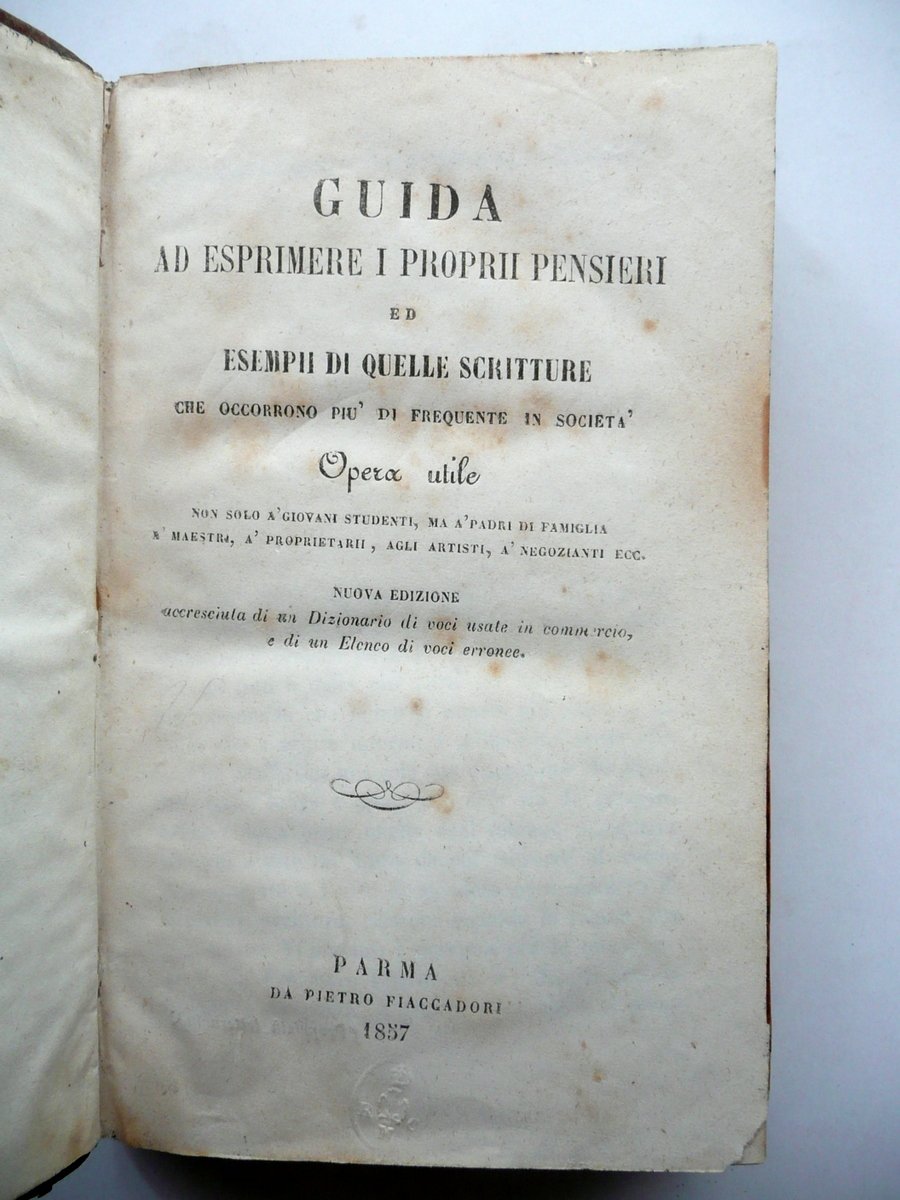 GUIDA
AD ESPRIMERE I PROPRII PENSIERI
ED
ESEMPII DI QUELLE SCRITTURE
CHE OCCORRONO PIU' DI FREQUENTE IN SOCIETA'
Opera utile
NON SOLO A' GIOVANI STUDENTI, MA A' PADRI DI FAMIGLIA
A' MAESTRI, A' PROPRIETARII, AGLI ARTISTI, A' NEGOZIANTI ECC.
NUOVA EDIZIONE
accresciuta di un Dizionario di voci usate in commercio,
e di un Elenco di voci erronee.
PARMA
DA PIETRO FIACCADORI
1857